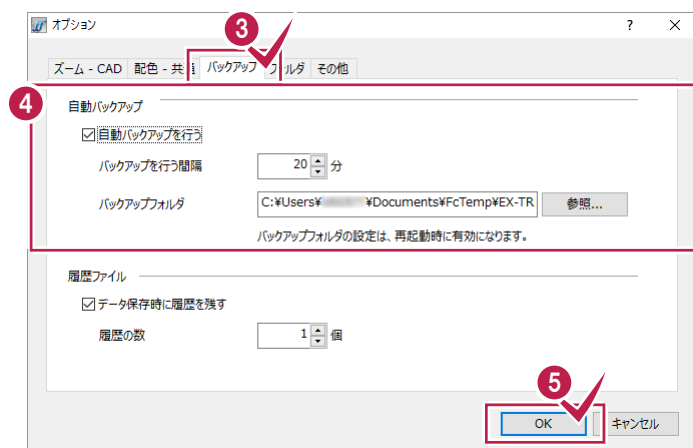 オプション ? ×
3
ズーム - CAD 配色 - 共 バックアップ ォルダ その他
4
自動バックアップ
自動バックアップを行う
バックアップを行う間隔 20 分
バックアップフォルダ C:¥Users¥ ¥Documents¥FcTemp¥EX-TR 参照...
バックアップフォルダの設定は、再起動時に有効になります。
履歴ファイル
データ保存時に履歴を残す
履歴の数 1 個
5
OK キャンセル